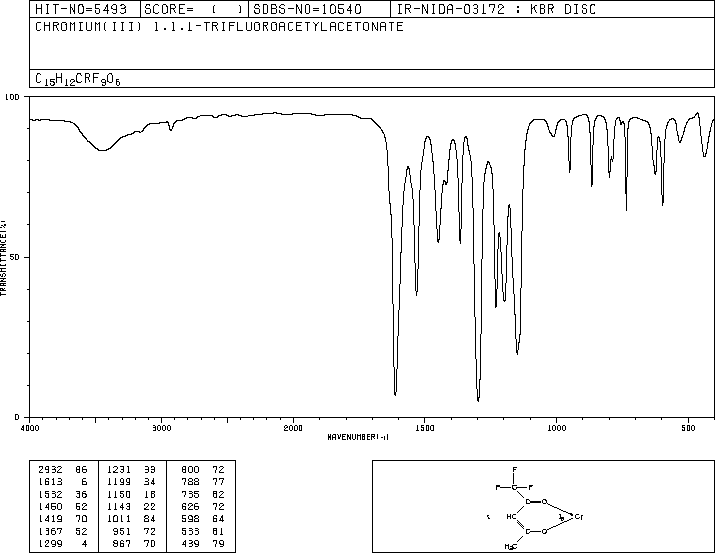 HIT-NO=5493 SCORE= ( ) SDBS-NO=10540 IR-NIDA-03172 : KBR DISC
CHROMIUM(III) 1.1.1-TRIFLUOROACETYLACETONATE
C15H12CRF9O6
100
50
0
TRANSMITTANCE(%)
4000 3000 2000 1500 1000 500
WAVENUMBER(-1)
2932 86 1231 33 800 72
1613 6 1199 34 788 77
1532 36 1150 18 735 62
1450 52 1143 22 626 72
1419 70 1011 84 598 64
1367 52 951 72 533 81
1299 4 867 70 439 79
F
F C F
C O
HC Cr
C O
H3C